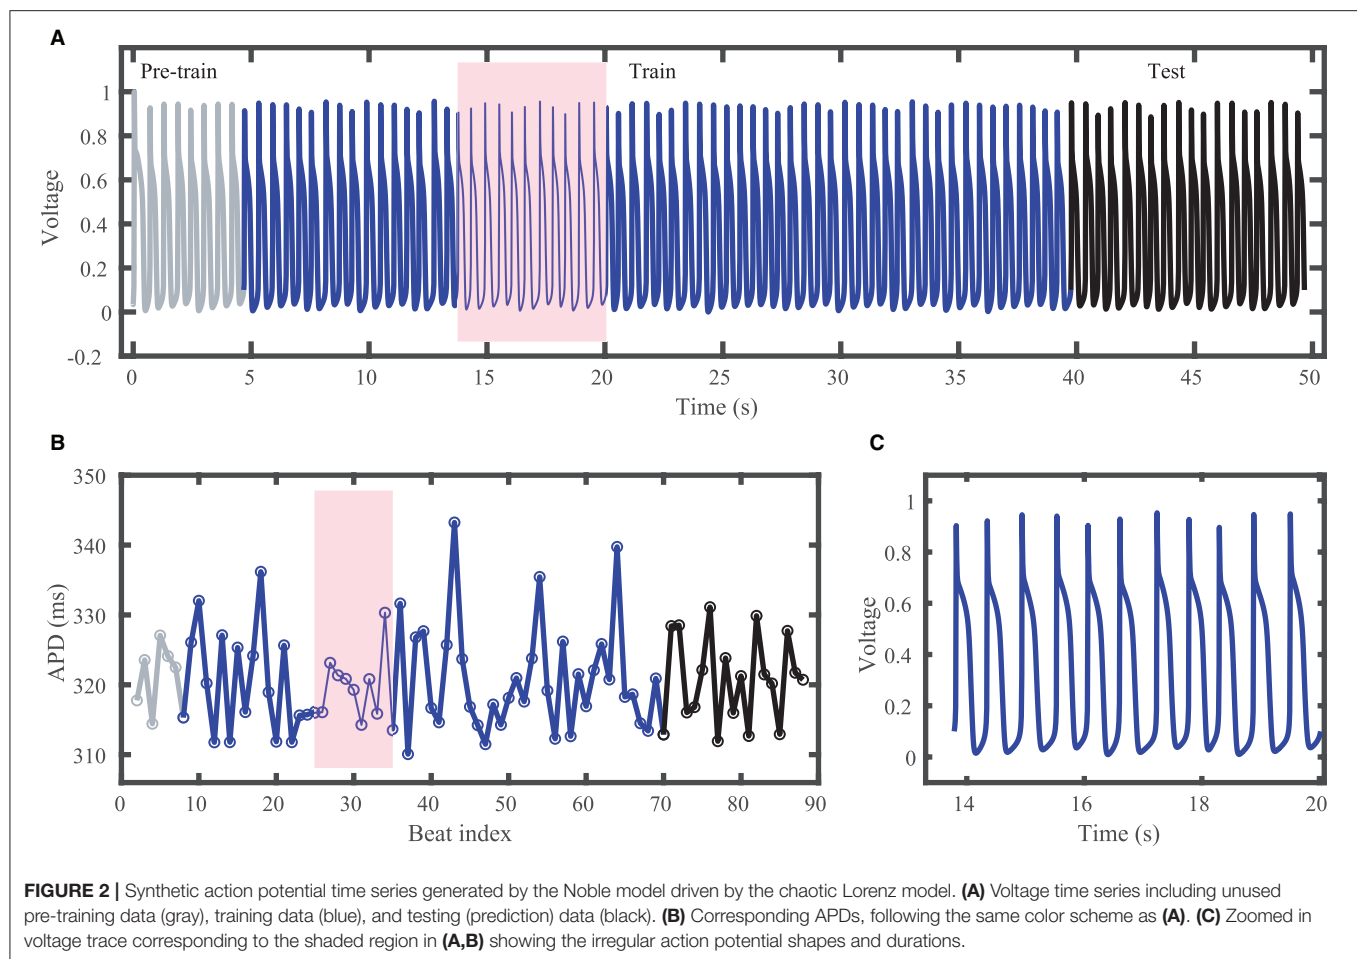 A
Pre-train
Train
Test
1
0.8
0.6
0.4
0.2
0
-0.2
Voltage
0 5 10 15 20 25 30 35 40 45 50
Time (s)
B
350
340
330
320
310
APD (ms)
0 10 20 30 40 50 60 70 80 90
Beat index
C
1
0.8
0.6
0.4
0.2
0
Voltage
14 16 18 20
Time (s)
FIGURE 2 | Synthetic action potential time series generated by the Noble model driven by the chaotic Lorenz model. (A) Voltage time series including unused
pre-training data (gray), training data (blue), and testing (prediction) data (black). (B) Corresponding APDs, following the same color scheme as (A). (C) Zoomed in
voltage trace corresponding to the shaded region in (A,B) showing the irregular action potential shapes and durations.